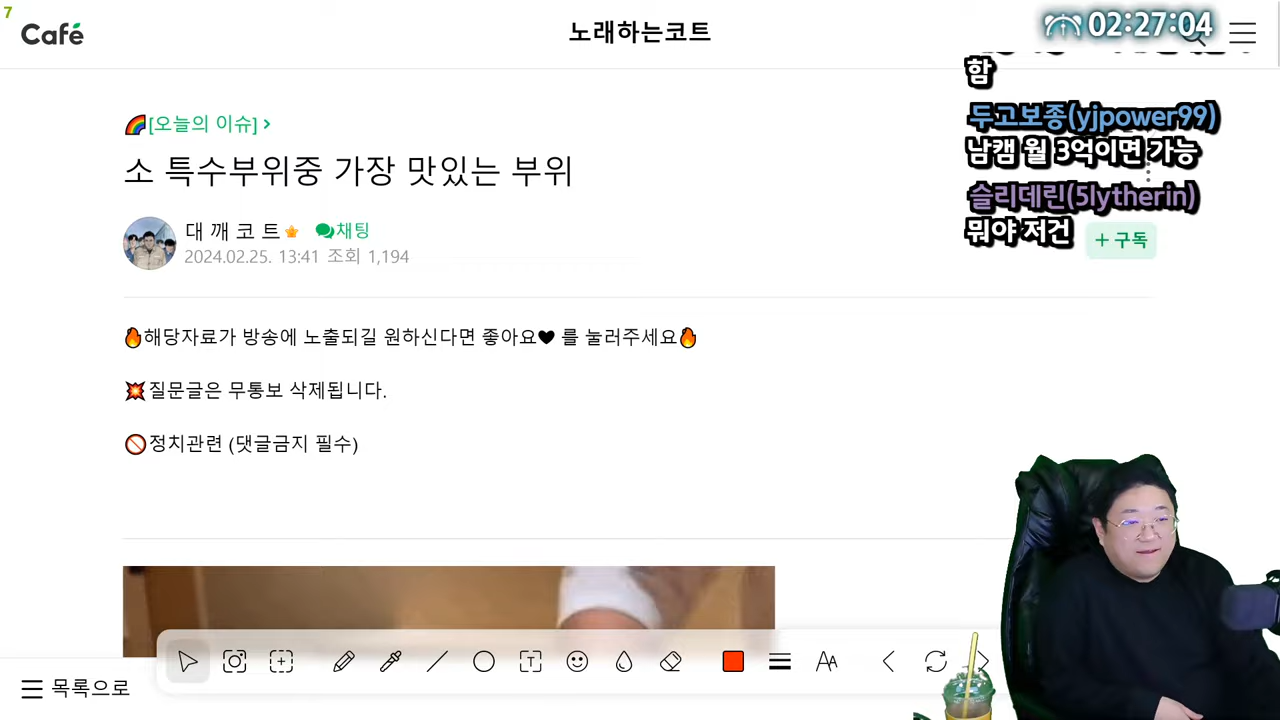 7
Café
노래하는코트
02:27:04
함
두고보종(yjpower99)
남캠 월 3억이면 가능
슬리데린(5lytherin)
뭐야 저건
[오늘의 이슈] >
소 특수부위중 가장 맛있는 부위
대 깨 코 트 채팅
2024.02.25. 13:41 조회 1,194
+ 구독
해당자료가 방송에 노출되길 원하신다면 좋아요🖤 를 눌러주세요
질문글은 무통보 삭제됩니다.
정치관련 (댓글금지 필수)
목록으로